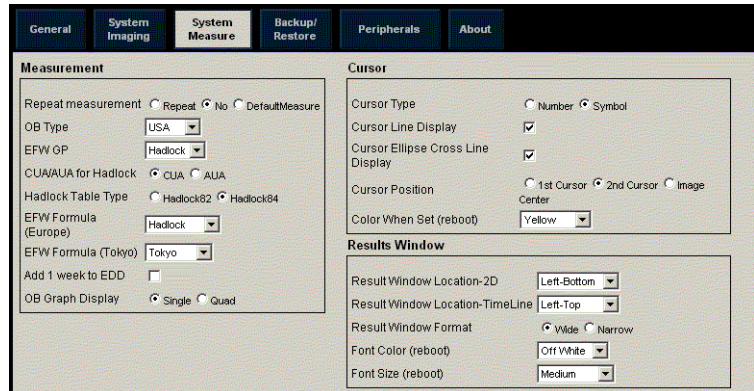 General
System Imaging
System Measure
Backup/ Restore
Peripherals
About
Measurement
Repeat measurement Repeat No DefaultMeasure
OB Type USA
EFW GP Hadlock
CUA/AUA for Hadlock CUA AUA
Hadlock Table Type Hadlock82 Hadlock84
EFW Formula
(Europe) Hadlock
EFW Formula (Tokyo) Tokyo
Add 1 week to EDD
OB Graph Display Single Quad
Cursor
Cursor Type Number Symbol
Cursor Line Display
Cursor Ellipse Cross Line
Display
Cursor Position 1st Cursor 2nd Cursor Image
Center
Color When Set (reboot) Yellow
Results Window
Result Window Location-2D Left-Bottom
Result Window Location-TimeLine Left-Top
Result Window Format Wide Narrow
Font Color (reboot) Off White
Font Size (reboot) Medium